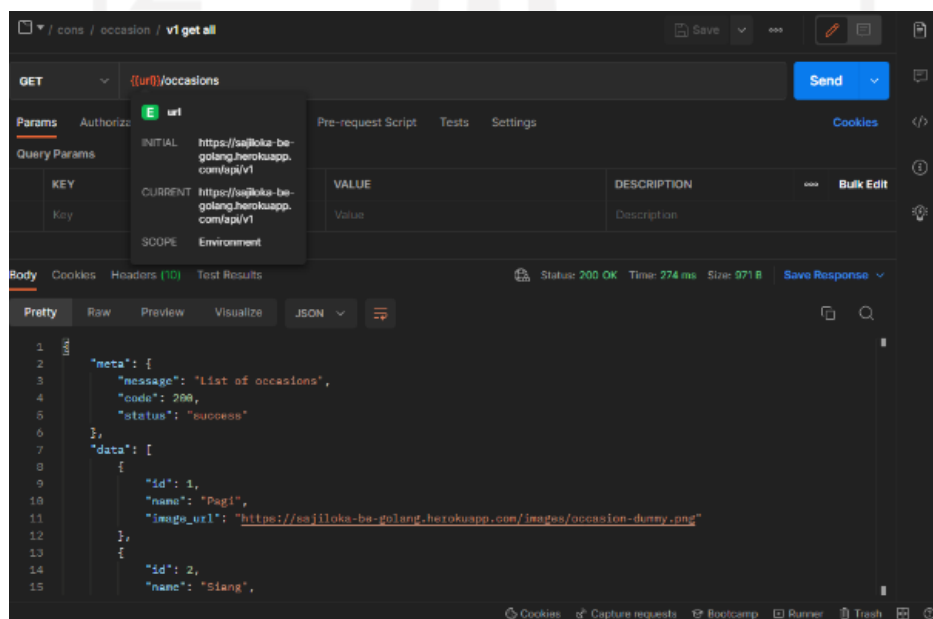 / cons / occasion / v1 get all
Save
GET {{url}}/occasions Send
E url
INITIAL https://sajiloka-be-golang.herokuapp.com/api/v1
CURRENT https://sajiloka-be-golang.herokuapp.com/api/v1
SCOPE Environment
Params Authoriza Pre-request Script Tests Settings Cookies
Query Params
KEY VALUE DESCRIPTION Bulk Edit
Key Value Description
Body Cookies Headers (10) Test Results Status: 200 OK Time: 274 ms Size: 971 B Save Response
Pretty Raw Preview Visualize JSON
1 {
2 "meta": {
3 "message": "List of occasions",
4 "code": 200,
5 "status": "success"
6 },
7 "data": [
8 {
9 "id": 1,
10 "name": "Pagi",
11 "image_url": "https://sajiloka-be-golang.herokuapp.com/images/occasion-dummy.png"
12 },
13 {
14 "id": 2,
15 "name": "Siang",
Cookies Capture requests Bootcamp Runner Trash